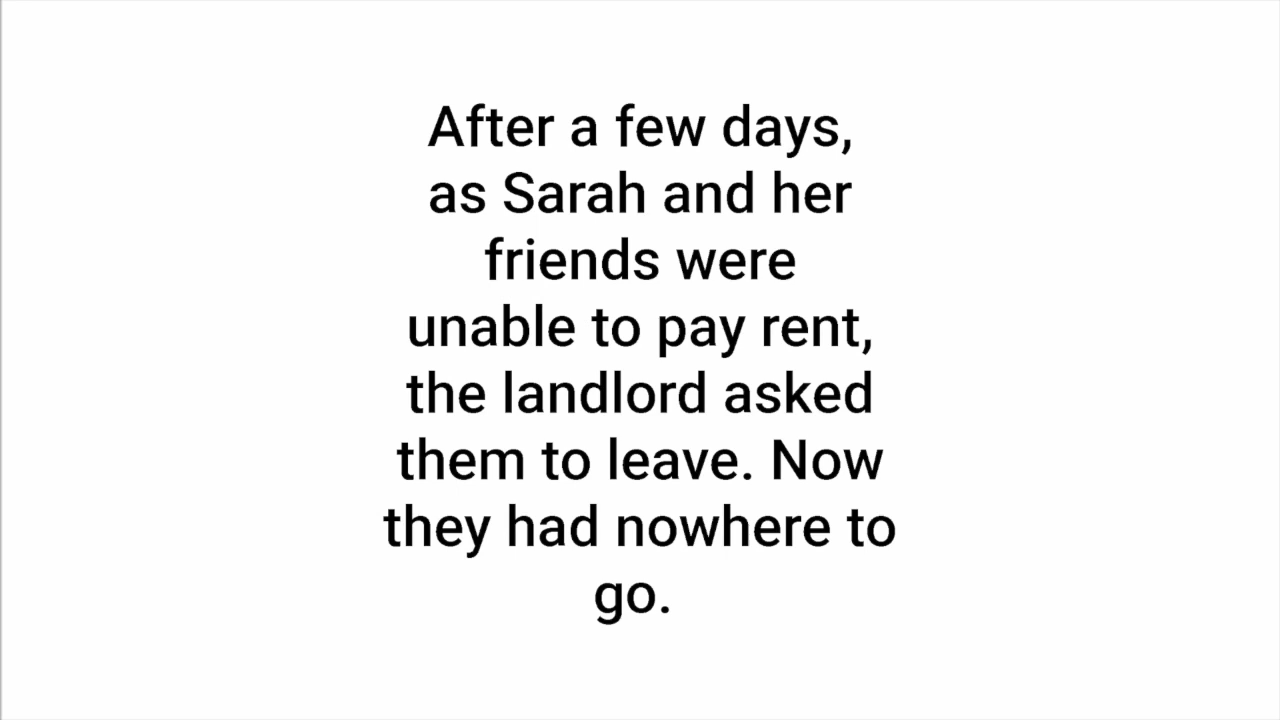 After a few days,
as Sarah and her
friends were
unable to pay rent,
the landlord asked
them to leave. Now
they had nowhere to
go.